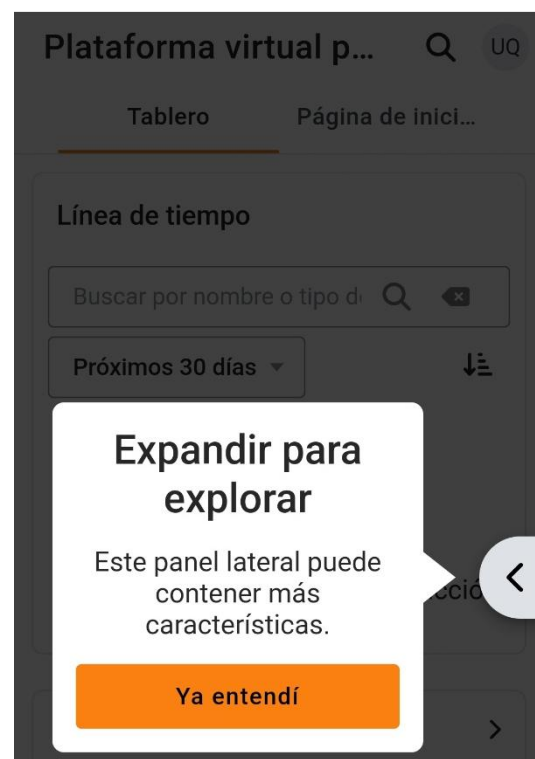 Plataforma virtual p... UQ
Tablero Página de inici...
Línea de tiempo
Buscar por nombre o tipo d
Próximos 30 días
Expandir para
explorar
Este panel lateral puede
contener más
características.
Ya entendí